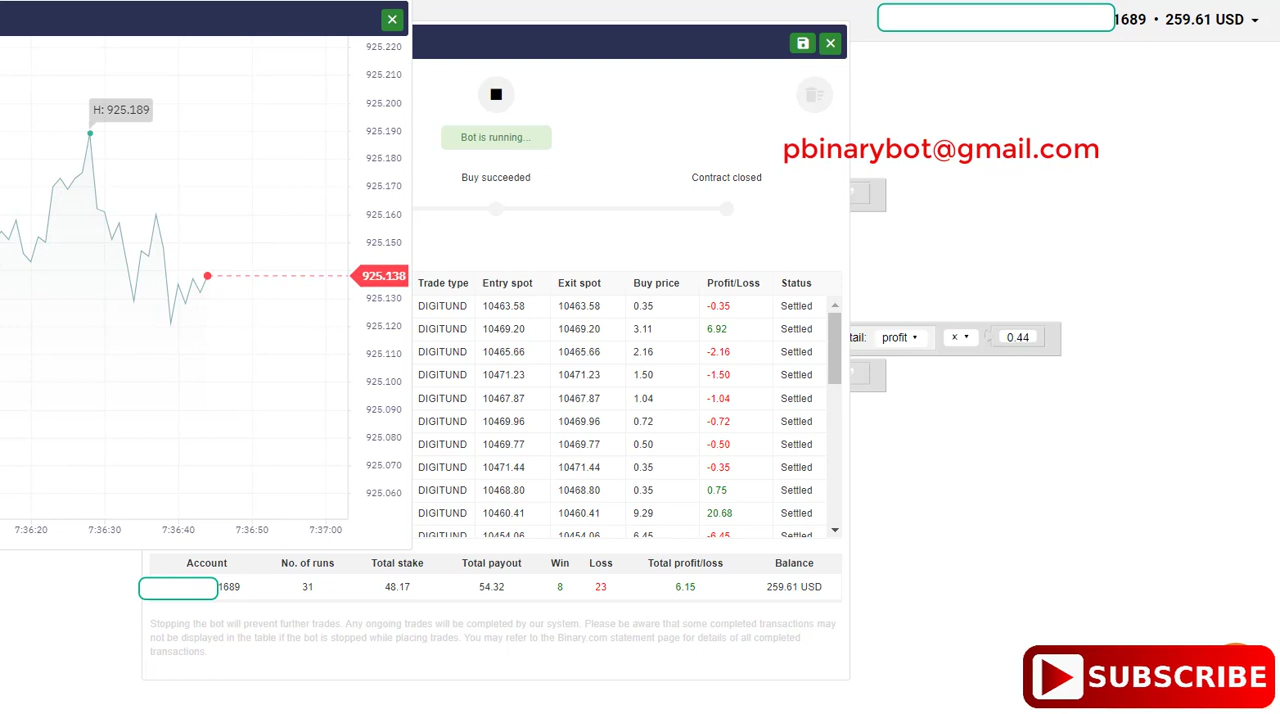 1689 • 259.61 USD
925.220
925.210
925.200
H: 925.189
925.190
925.180
925.170
925.160
925.150
925.138
925.130
925.120
925.110
925.100
925.090
925.080
925.070
925.060
7:36:20 7:36:30 7:36:40 7:36:50 7:37:00
Bot is running...
Buy succeeded Contract closed
pbinarybot@gmail.com
tail: profit x 0.44
Trade type Entry spot Exit spot Buy price Profit/Loss Status
DIGITUND 10463.58 10463.58 0.35 -0.35 Settled
DIGITUND 10469.20 10469.20 3.11 6.92 Settled
DIGITUND 10465.66 10465.66 2.16 -2.16 Settled
DIGITUND 10471.23 10471.23 1.50 -1.50 Settled
DIGITUND 10467.87 10467.87 1.04 -1.04 Settled
DIGITUND 10469.96 10469.96 0.72 -0.72 Settled
DIGITUND 10469.77 10469.77 0.50 -0.50 Settled
DIGITUND 10471.44 10471.44 0.35 -0.35 Settled
DIGITUND 10468.80 10468.80 0.35 0.75 Settled
DIGITUND 10460.41 10460.41 9.29 20.68 Settled
DIGITUND 10454.06 10454.06 6.45 -6.45 Settled
Account No. of runs Total stake Total payout Win Loss Total profit/loss Balance
1689 31 48.17 54.32 8 23 6.15 259.61 USD
Stopping the bot will prevent further trades. Any ongoing trades will be completed by our system. Please be aware that some completed transactions may
not be displayed in the table if the bot is stopped while placing trades. You may refer to the Binary.com statement page for details of all completed
transactions.
SUBSCRIBE